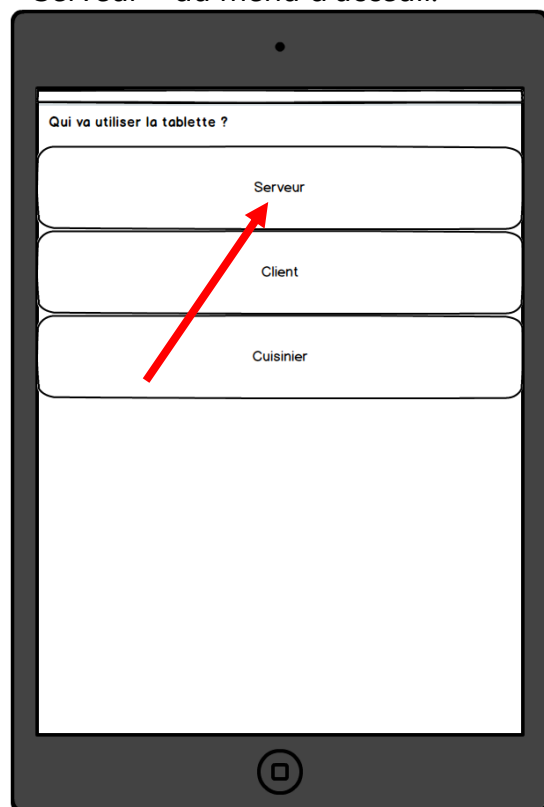 Qui va utiliser la tablette ?
Serveur
Client
Cuisinier